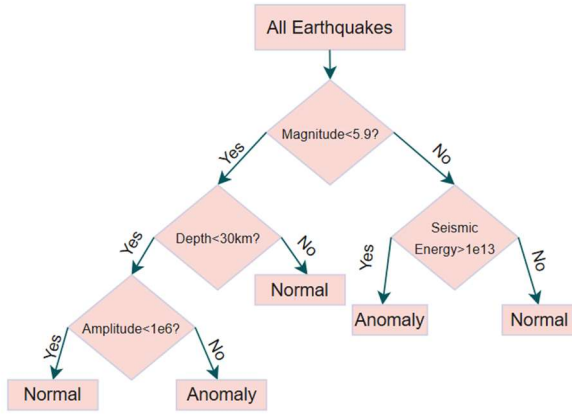 All Earthquakes
Magnitude<5.9?
Yes
No
Depth<30km?
Seismic
Energy>1e13
Yes
No
Yes
No
Normal
Amplitude<1e6?
Anomaly
Normal
Yes
No
Normal
Anomaly